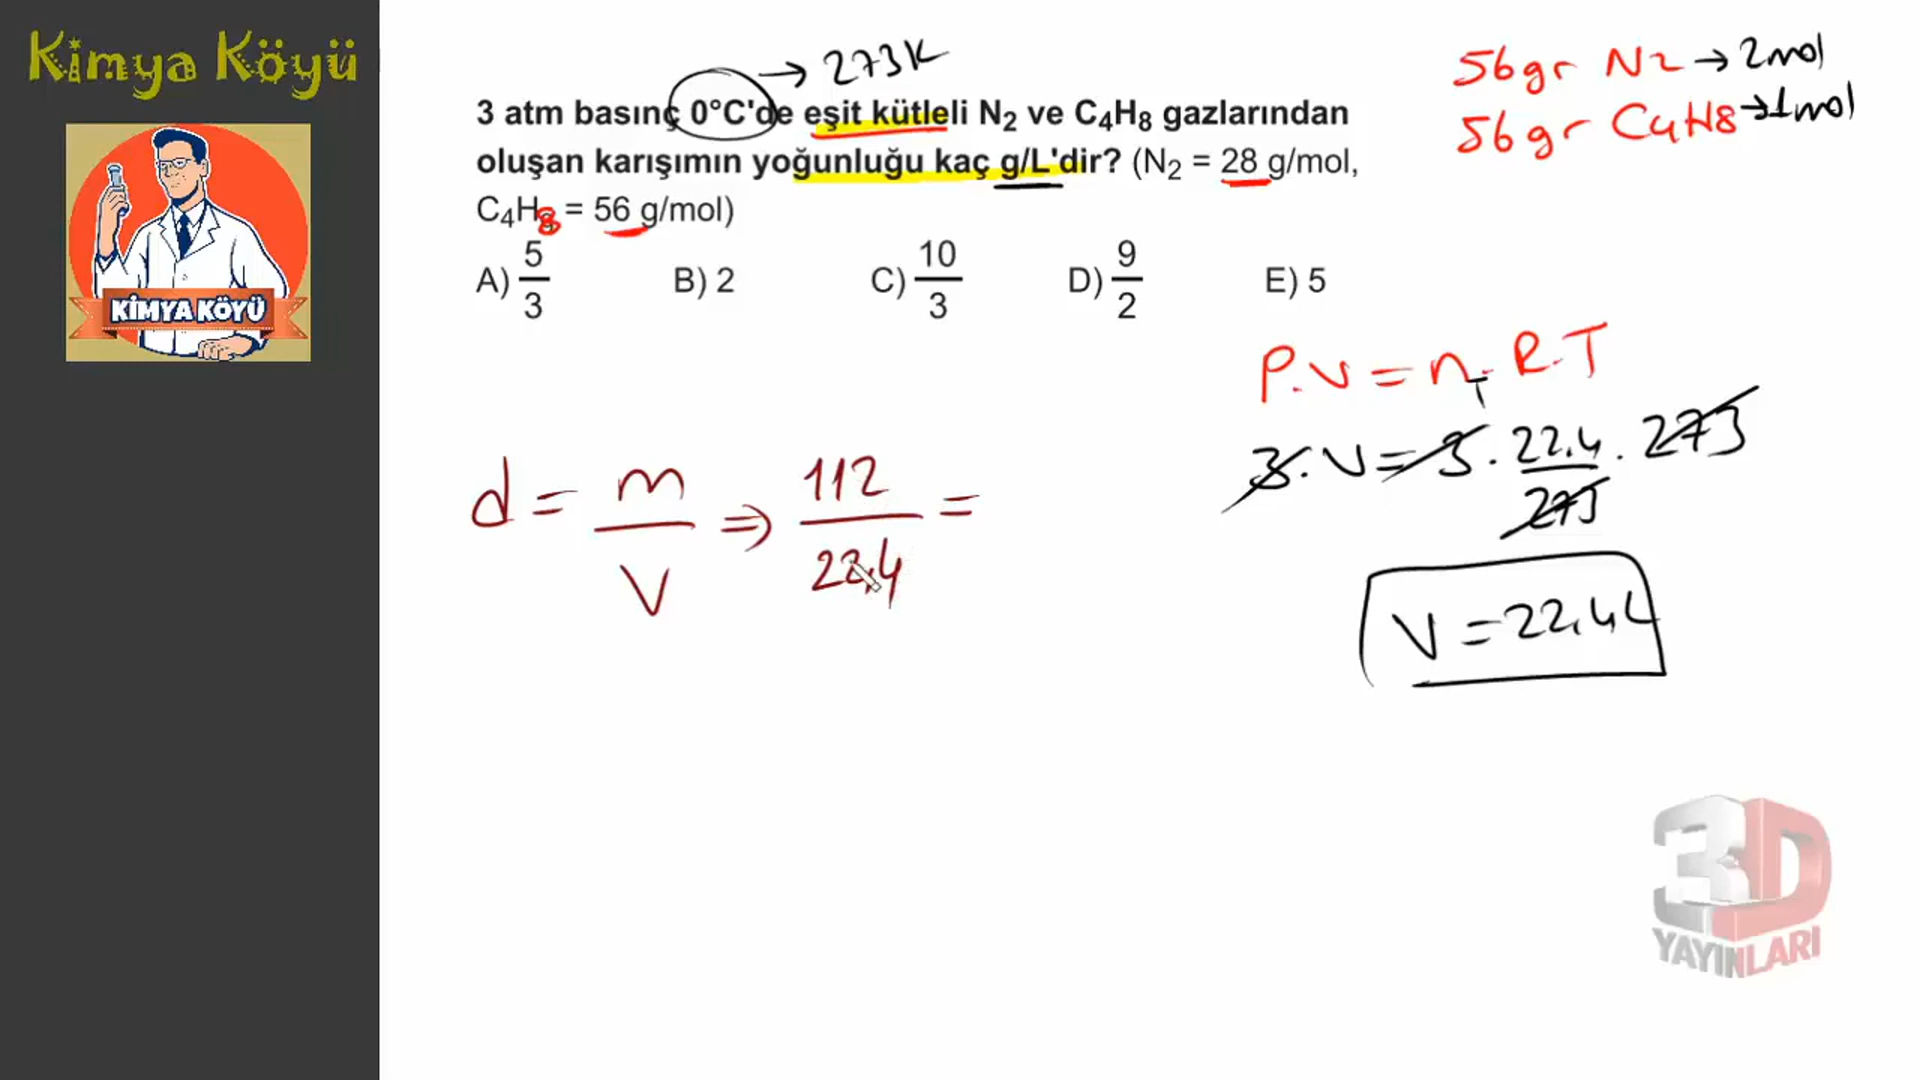 Kimya Köyü
KİMYA KÖYÜ
→ 273K
3 atm basınç 0°C'de eşit kütleli N₂ ve C₄H₈ gazlarından
oluşan karışımın yoğunluğu kaç g/L'dir? (N₂ = 28 g/mol,
C₄H₈ = 56 g/mol)
A) 5/3 B) 2 C) 10/3 D) 9/2 E) 5
56gr N2 → 2mol
56gr C4H8 → 1mol
P.V = n_T . R.T
3.V = 3 . 22.4/273 . 273
V = 22.4L
d = m/V ⇒ 112/22.4 =
3D
YAYINLARI